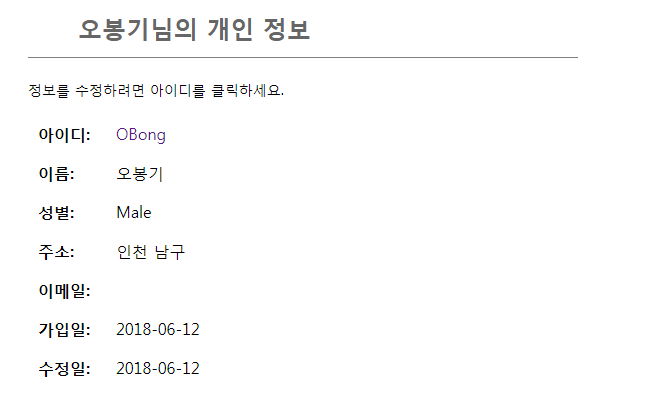 오봉기님의 개인 정보
정보를 수정하려면 아이디를 클릭하세요.
아이디: OBong
이름: 오봉기
성별: Male
주소: 인천 남구
이메일:
가입일: 2018-06-12
수정일: 2018-06-12